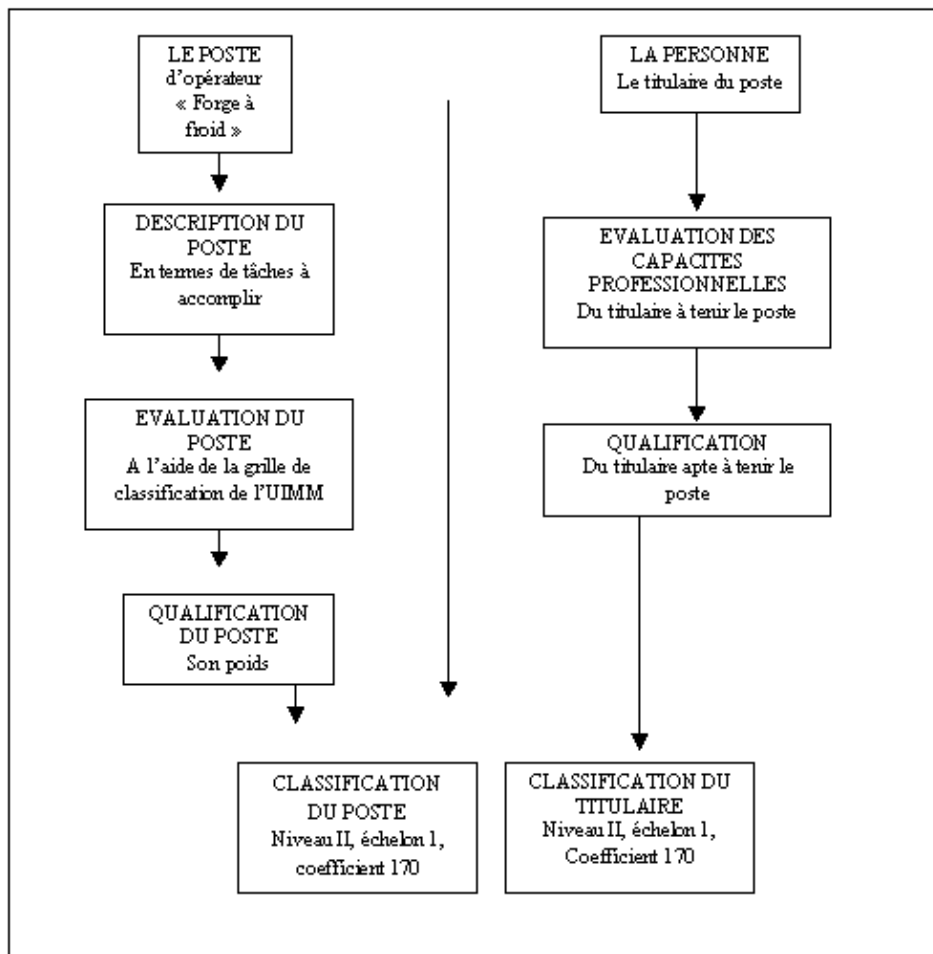 LE POSTE
d'opérateur
« Forge à
froid »
DESCRIPTION DU
POSTE
En termes de tâches à
accomplir
EVALUATION DU
POSTE
A l'aide de la grille de
classification de l'UIMM
QUALIFICATION
DU POSTE
Son poids
CLASSIFICATION
DU POSTE
Niveau II, échelon 1,
coefficient 170
LA PERSONNE
Le titulaire du poste
EVALUATION DES
CAPACITES
PROFESSIONNELLES
Du titulaire à tenir le poste
QUALIFICATION
Du titulaire apte à tenir le
poste
CLASSIFICATION DU
TITULAIRE
Niveau II, échelon 1,
Coefficient 170